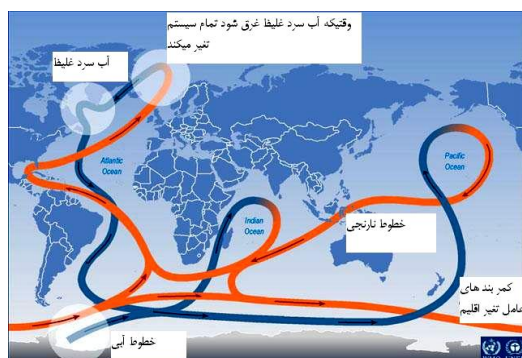 وقتیکه آب سرد غلیظ غرق شود تمام سیستم
تغیر میکند
آب سرد غلیظ
Atlantic
Ocean
Pacific
Ocean
Indian
Ocean
خطوط نارنجی
کمر بند های
عامل تغیر اقلیم
خطوط آبی